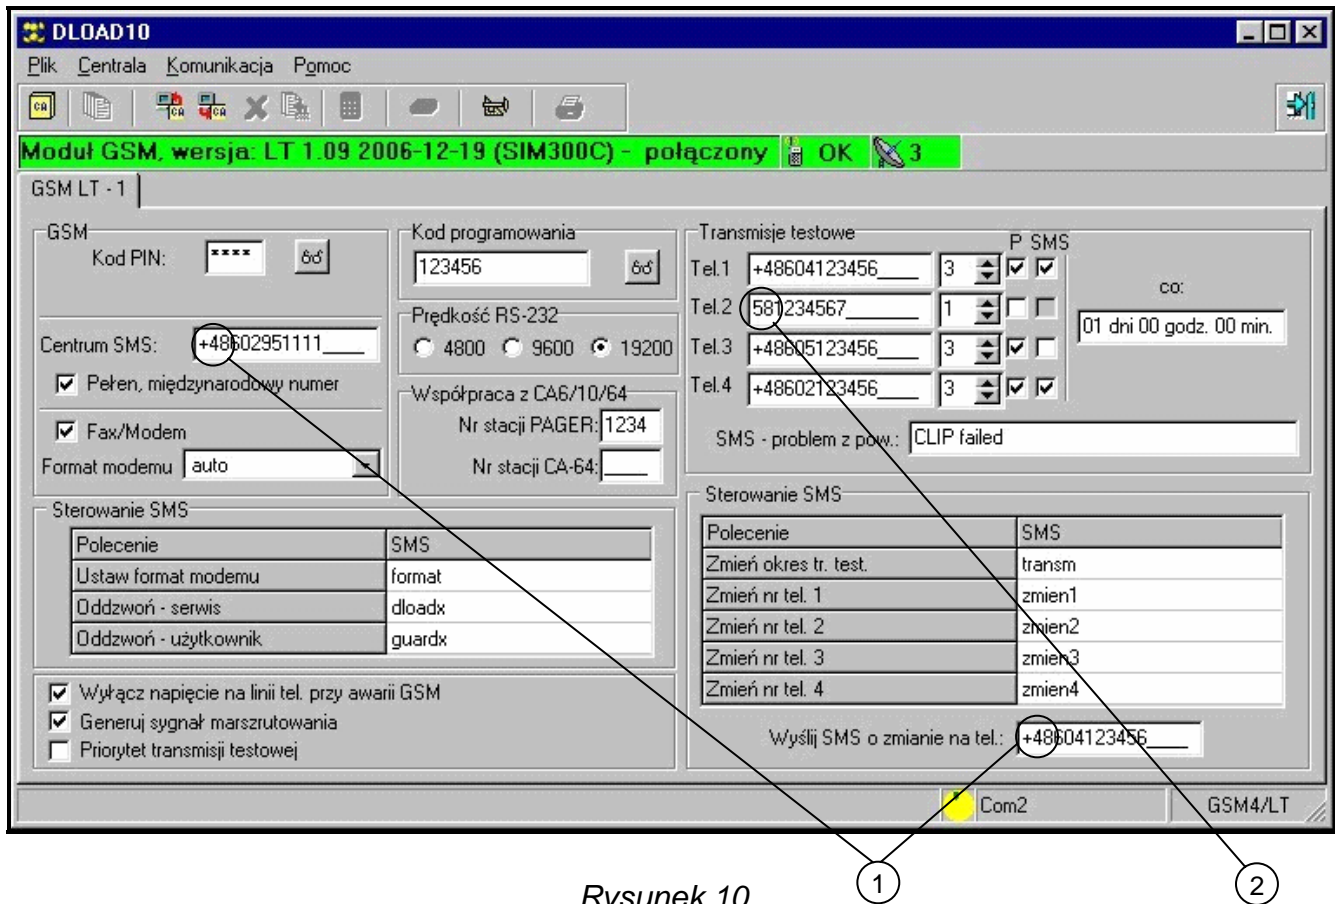 DLOAD10
Plik Centrala Komunikacja Pomoc
Moduł GSM, wersja: LT 1.09 2006-12-19 (SIM300C) - połączony OK 3
GSM LT - 1
GSM
Kod PIN: ****
Centrum SMS: +48602951111____
Pełen, międzynarodowy numer
Fax/Modem
Format modemu auto
Kod programowania
123456
Prędkość RS-232
4800 9600 19200
Współpraca z CA6/10/64
Nr stacji PAGER: 1234
Nr stacji CA-64: ____
Transmisje testowe
P SMS
Tel.1 +48604123456____ 3
Tel.2 581234567_______ 1
Tel.3 +48605123456____ 3
Tel.4 +48602123456____ 3
co:
01 dni 00 godz. 00 min.
SMS - problem z pow.: CLIP failed
Sterowanie SMS
Polecenie SMS
Ustaw format modemu format
Oddzwoń - serwis dloadx
Oddzwoń - użytkownik guardx
Wyłącz napięcie na linii tel. przy awarii GSM
Generuj sygnał marszrutowania
Priorytet transmisji testowej
Sterowanie SMS
Polecenie SMS
Zmień okres tr. test. transm
Zmień nr tel. 1 zmien1
Zmień nr tel. 2 zmien2
Zmień nr tel. 3 zmien3
Zmień nr tel. 4 zmien4
Wyślij SMS o zmianie na tel.: +48604123456____
Com2 GSM4/LT
1 2
Rysunek 10